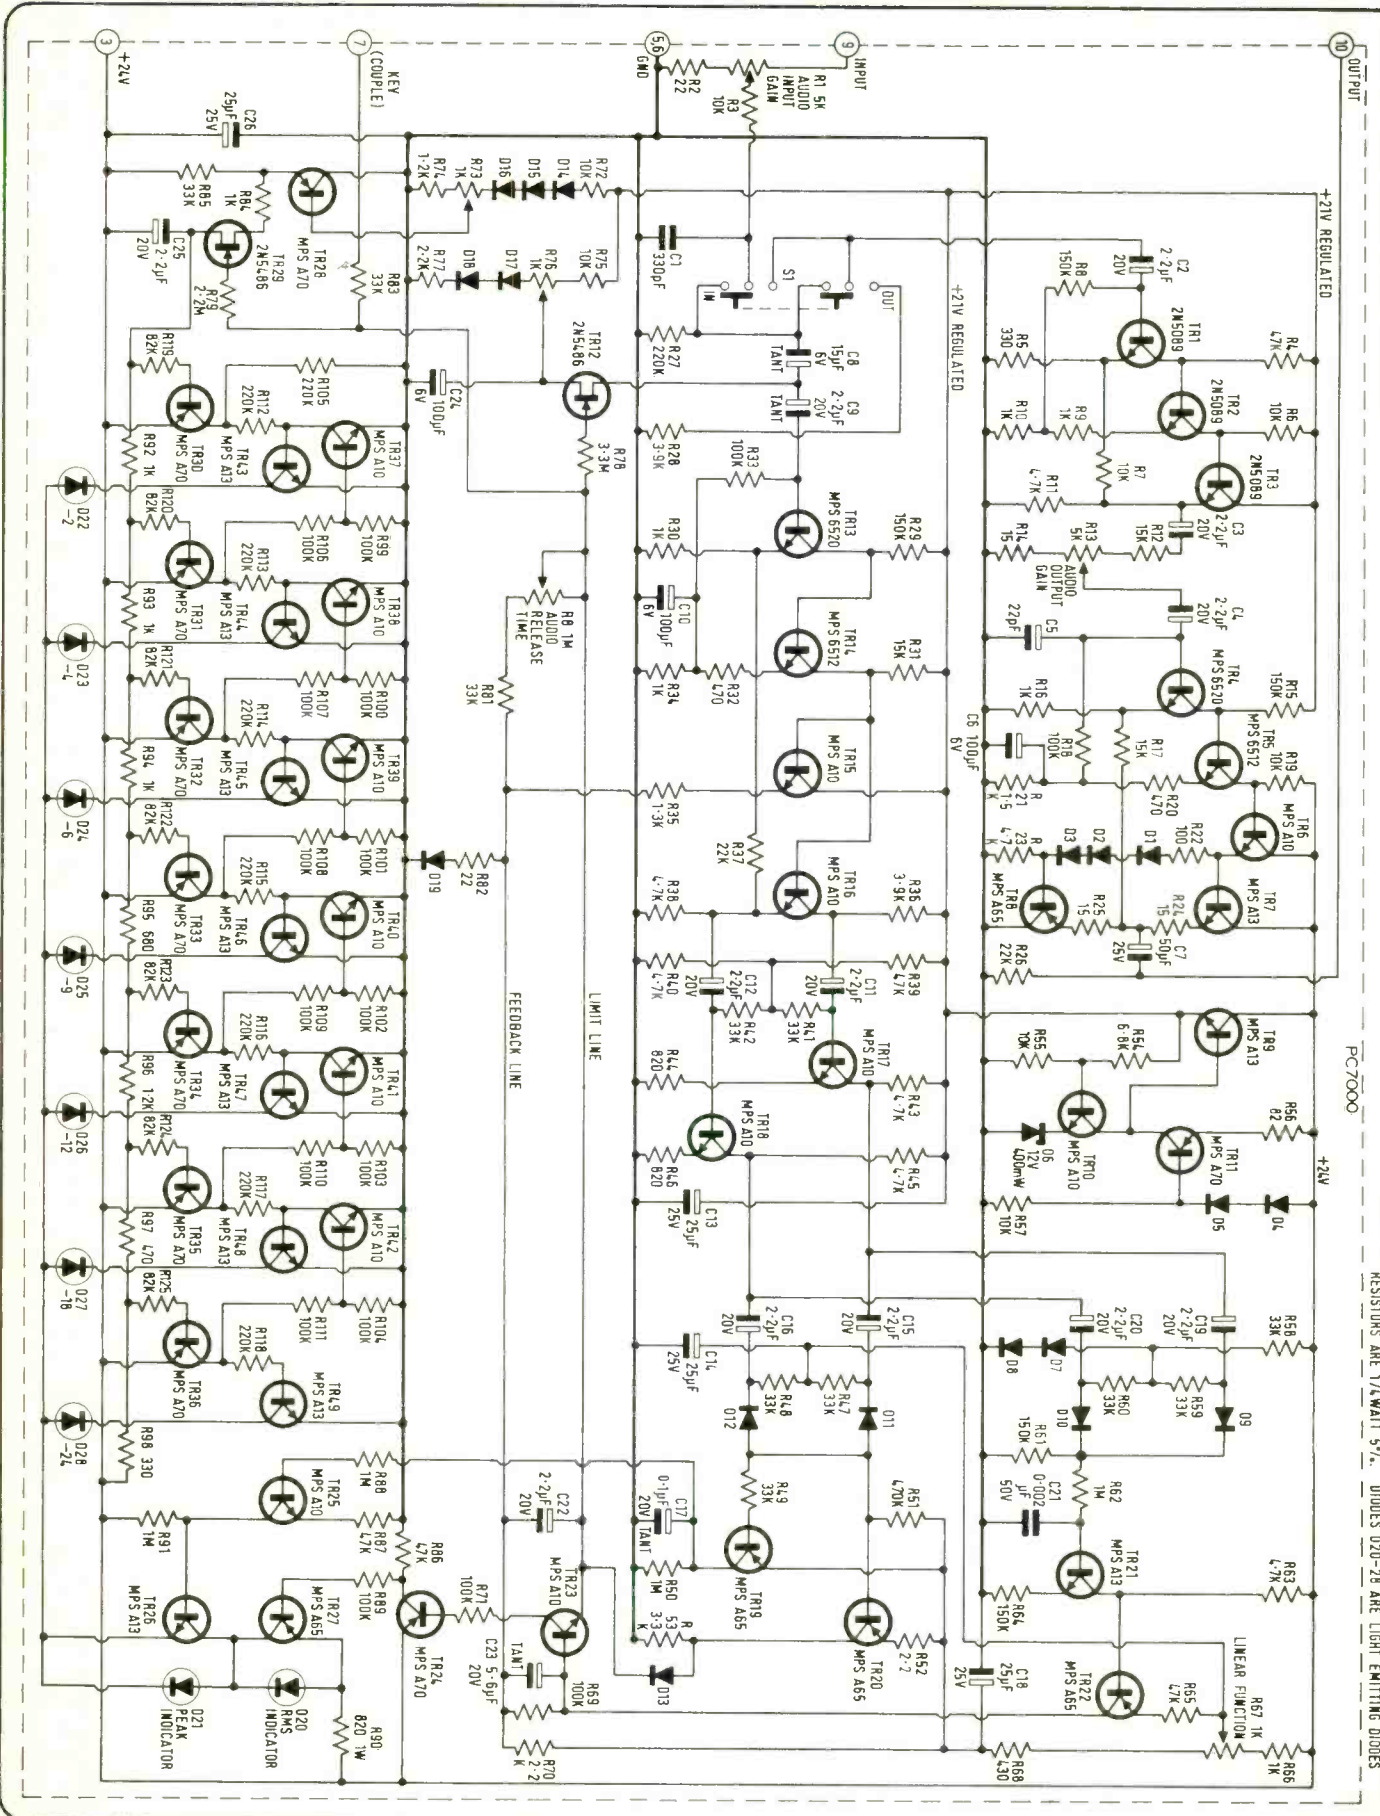 PC7000
RESISTORS ARE 1/4WATT 5%. DIODES D20-28 ARE LIGHT EMITTING DIODES
10
OUTPUT
+21V REGULATED
R4
47K
R6
10K
TR1
2N5089
TR2
2N5089
TR3
2N5089
C2
2·2µF
20V
R8
150K
R5
330
R10
1K
R9
1K
R7
10K
R11
4·7K
C3
2·2µF
20V
R12
15K
R13
5K
AUDIO
OUTPUT
GAIN
R14
15
C4
2·2µF
20V
C5
22pF
TR4
MPS 6520
R15
150K
R16
1K
R17
15K
R18
100K
TR5
MPS 6512
R19
10K
R20
470
C6 100µF
6V
R
21
1·5
K
TR6
MPS A10
R22
100
D1
D2
D3
R
23
4·7
K
TR7
MPS A13
TR8
MPS A65
R24
15
R25
15
C7
50µF
25V
R26
22K
TR9
MPS A13
R54
6·8K
R55
10K
TR10
MPS A10
D6
12V
400mW
TR11
MPS A70
R56
82
+24V
D4
D5
R57
10K
R58
33K
C19
2·2µF
20V
C20
2·2µF
20V
D7
D8
R59
33K
R60
33K
D9
D10
R61
150K
R62
1M
C21
0·002
µF
50V
TR21
MPS A13
R63
4·7K
R64
150K
TR22
MPS A65
R65
47K
R67 1K
LINEAR FUNCTION
R66
1K
R68
430
C18
25µF
25V
9
INPUT
R1 5K
AUDIO
INPUT
GAIN
R2
22
R3
10K
5,6
GND
C1
330pF
S1
IN
OUT
+21V REGULATED
R27
220K
C8
15µF
6V
TANT
C9
2·2µF
20V
TANT
R28
3·9K
R33
100K
TR13
MPS 6520
R29
150K
R30
1K
C10
100µF
6V
TR14
MPS 6512
R31
15K
R32
470
R34
1K
TR15
MPS A10
R35
1·3K
R37
22K
TR16
MPS A10
R36
3·9K
R38
4·7K
R39
47K
R40
4·7K
C11
2·2µF
20V
C12
2·2µF
20V
R41
33K
R42
33K
TR17
MPS A10
R43
4·7K
R44
820
TR18
MPS A10
R45
4·7K
R46
820
C13
25µF
25V
C15
2·2µF
20V
C16
2·2µF
20V
C14
25µF
25V
R47
33K
R48
33K
D11
D12
R49
33K
R51
470K
C17
0·1µF
20V TANT
TR19
MPS A65
R50
1M
R
53
3·3
K
TR20
MPS A65
R52
2·2
D13
7
KEY
(COUPLE)
R72
10K
D14
D15
D16
R73
1K
R74
1·2K
R75
10K
R76
1K
D17
D18
R77
2·2K
R83
33K
TR12
2N5486
R78
3·3M
C24
100µF
6V
R8 1M
AUDIO
RELEASE
TIME
R81
33K
R82
22
D19
LIMIT LINE
FEEDBACK LINE
C22
2·2µF
20V
TR23
MPS A10
R71
100K
C23 5·6µF
20V
TANT
R69
100K
R70
2·2
K
TR24
MPS A70
R86
47K
3
+24V
C26
25µF
25V
R85
33K
R84
1K
TR28
MPS A70
TR29
2N5486
R79
2·2M
C25
2·2µF
20V
R119
82K
R105
220K
R112
220K
TR30
MPS A70
TR43
MPS A13
TR37
MPS A10
R92 1K
D22
-2
R120
82K
R99
100K
R106
100K
R113
220K
TR31
MPS A70
TR44
MPS A13
TR38
MPS A10
R93 1K
D23
-4
R121
82K
R100
100K
R107
100K
R114
220K
TR32
MPS A70
TR45
MPS A13
TR39
MPS A10
R94 1K
D24
-6
R122
82K
R101
100K
R108
100K
R115
220K
TR33
MPS A70
TR46
MPS A13
TR40
MPS A10
R95 680
D25
-9
R123
82K
R102
100K
R109
100K
R116
220K
TR34
MPS A70
TR47
MPS A13
TR41
MPS A10
R96 1·2K
D26
-12
R124
82K
R103
100K
R110
100K
R117
220K
TR35
MPS A70
TR48
MPS A13
TR42
MPS A10
R97 470
D27
-18
R125
82K
R104
100K
R111
100K
R118
220K
TR36
MPS A70
TR49
MPS A13
R98 330
D28
-24
R88
1M
TR25
MPS A10
R87
47K
R91
1M
R89
100K
TR27
MPS A65
TR26
MPS A13
D20
RMS
INDICATOR
D21
PEAK
INDICATOR
R90
820 1W